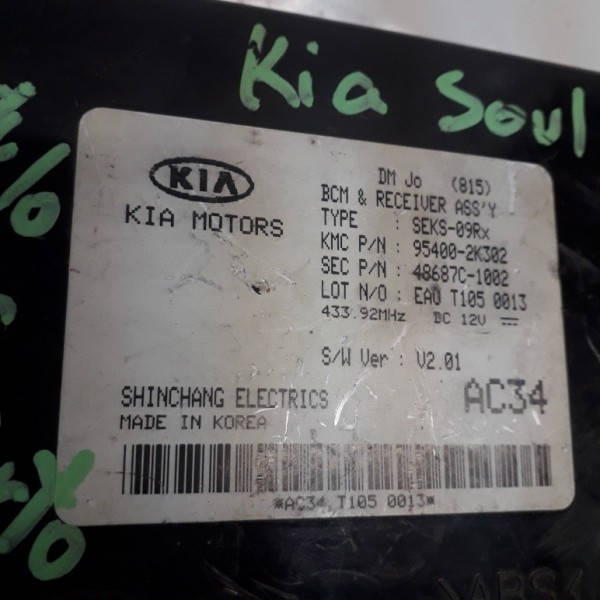 Kia Soul
KIA
KIA MOTORS
DM Jo (815)
BCM & RECEIVER ASS'Y
TYPE : SEKS-09Rx
KMC P/N : 95400-2K302
SEC P/N : 48687C-1002
LOT N/O : EAU T105 0013
433.92MHz DC 12V
S/W Ver : V2.01
SHINCHANG ELECTRICS
MADE IN KOREA
AC34
*AC34 T105 0013*
>ABS<